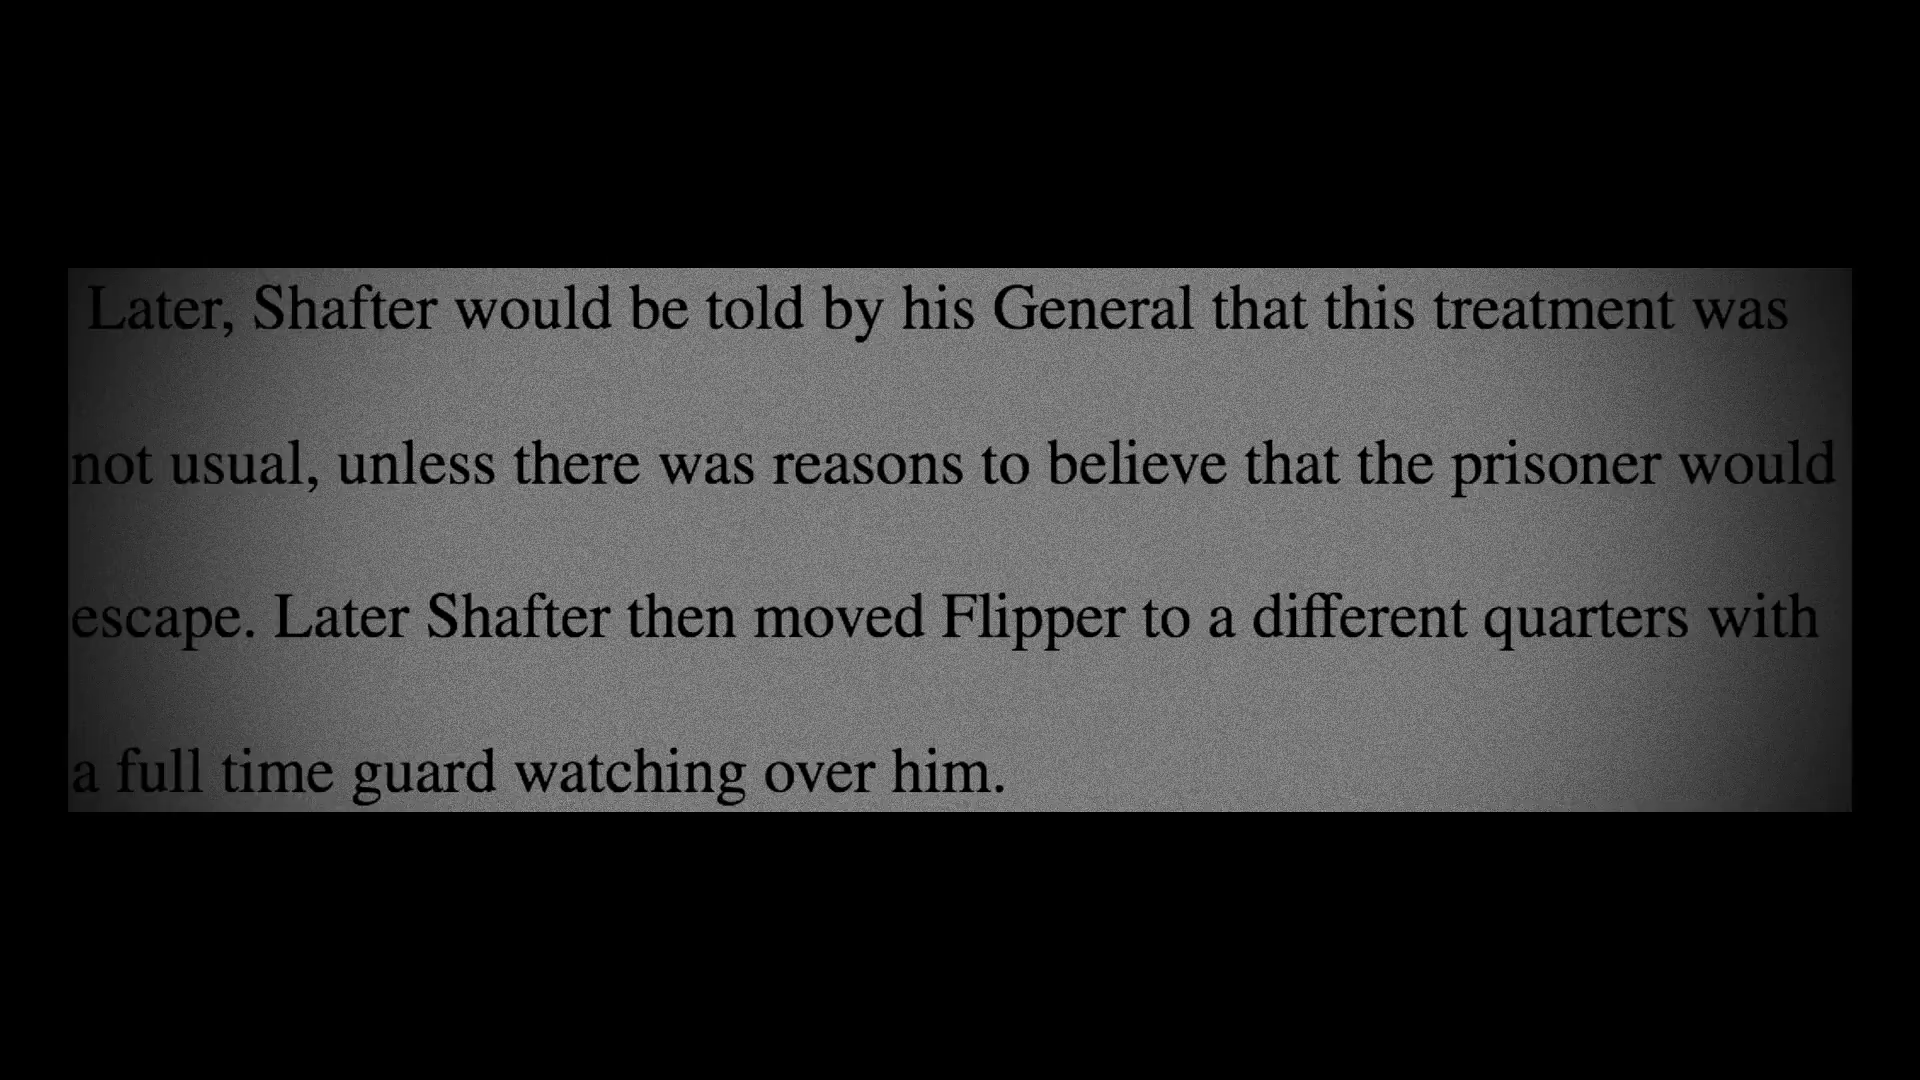 Later, Shafter would be told by his General that this treatment was
not usual, unless there was reasons to believe that the prisoner would
escape. Later Shafter then moved Flipper to a different quarters with
a full time guard watching over him.